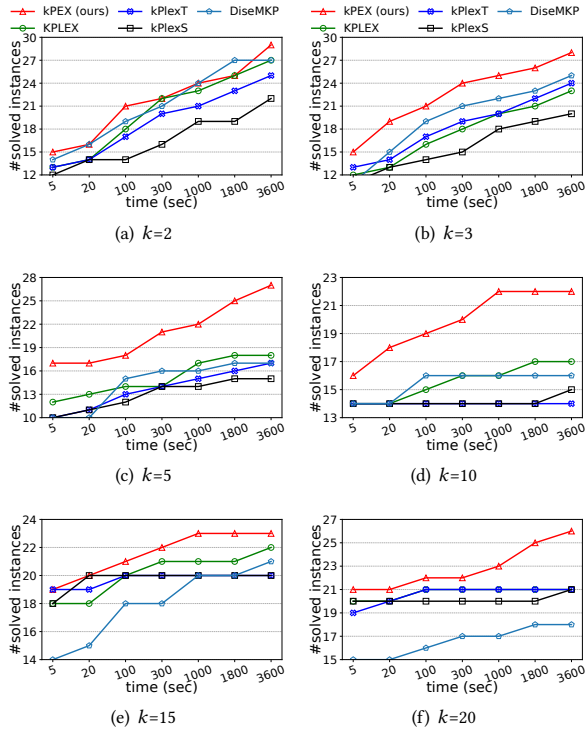 kPEX (ours) kPlexT DiseMKP
KPLEX kPlexS
#solved instances
30
27
24
21
18
15
12
5 20 100 300 1000 1800 3600
time (sec)
(a) k=2
#solved instances
30
27
24
21
18
15
12
5 20 100 300 1000 1800 3600
time (sec)
(b) k=3
#solved instances
28
25
22
19
16
13
10
5 20 100 300 1000 1800 3600
time (sec)
(c) k=5
#solved instances
23
21
19
17
15
13
5 20 100 300 1000 1800 3600
time (sec)
(d) k=10
#solved instances
24
22
20
18
16
14
5 20 100 300 1000 1800 3600
time (sec)
(e) k=15
#solved instances
27
25
23
21
19
17
15
5 20 100 300 1000 1800 3600
time (sec)
(f) k=20